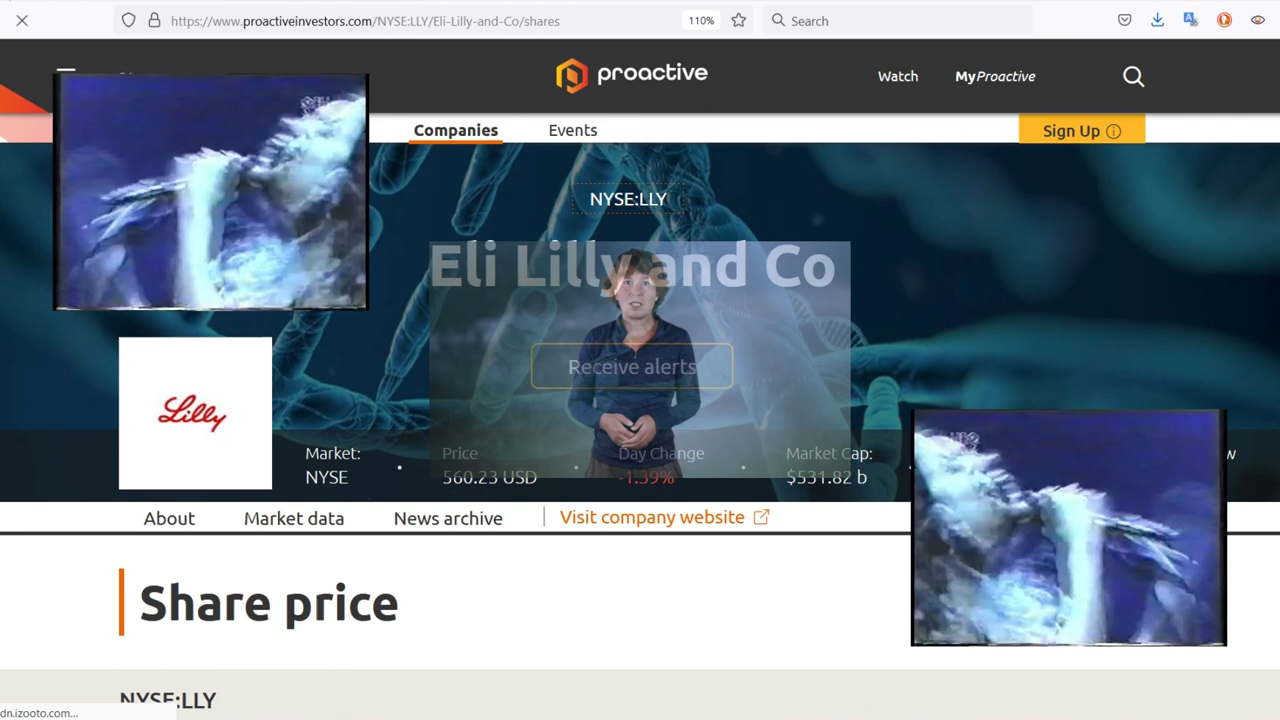 https://www.proactiveinvestors.com/NYSE:LLY/Eli-Lilly-and-Co/shares
110%
Search
proactive
Watch
MyProactive
Companies
Events
Sign Up
NYSE:LLY
Eli Lilly and Co
Receive alerts
Lilly
Market:
Price
Day Change
Market Cap:
NYSE
560.23 USD
-1.39%
$531.82 b
About
Market data
News archive
Visit company website
Share price
NYSE:LLY
dn.izooto.com...